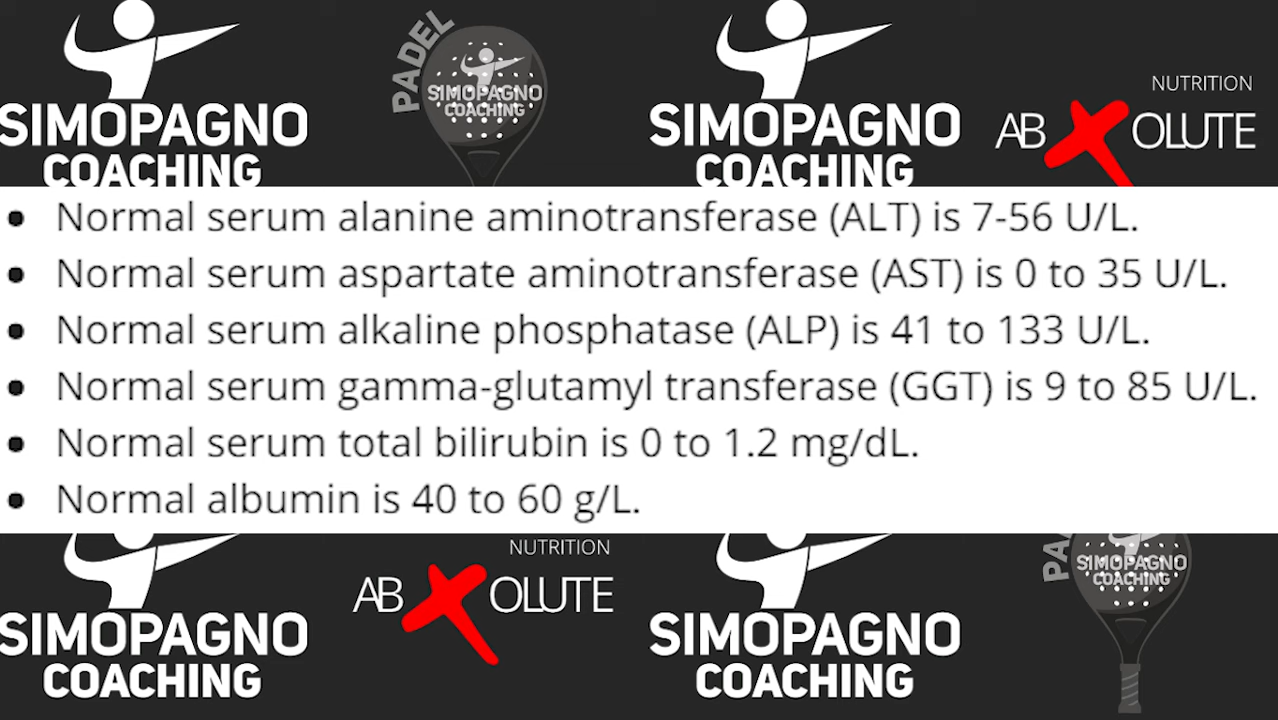 PADEL
SIMOPAGNO
COACHING
SIMOPAGNO
COACHING
SIMOPAGNO
COACHING
NUTRITION
ABXOLUTE
• Normal serum alanine aminotransferase (ALT) is 7-56 U/L.
• Normal serum aspartate aminotransferase (AST) is 0 to 35 U/L.
• Normal serum alkaline phosphatase (ALP) is 41 to 133 U/L.
• Normal serum gamma-glutamyl transferase (GGT) is 9 to 85 U/L.
• Normal serum total bilirubin is 0 to 1.2 mg/dL.
• Normal albumin is 40 to 60 g/L.
SIMOPAGNO
COACHING
NUTRITION
ABXOLUTE
SIMOPAGNO
COACHING
PA
SIMOPAGNO
COACHING